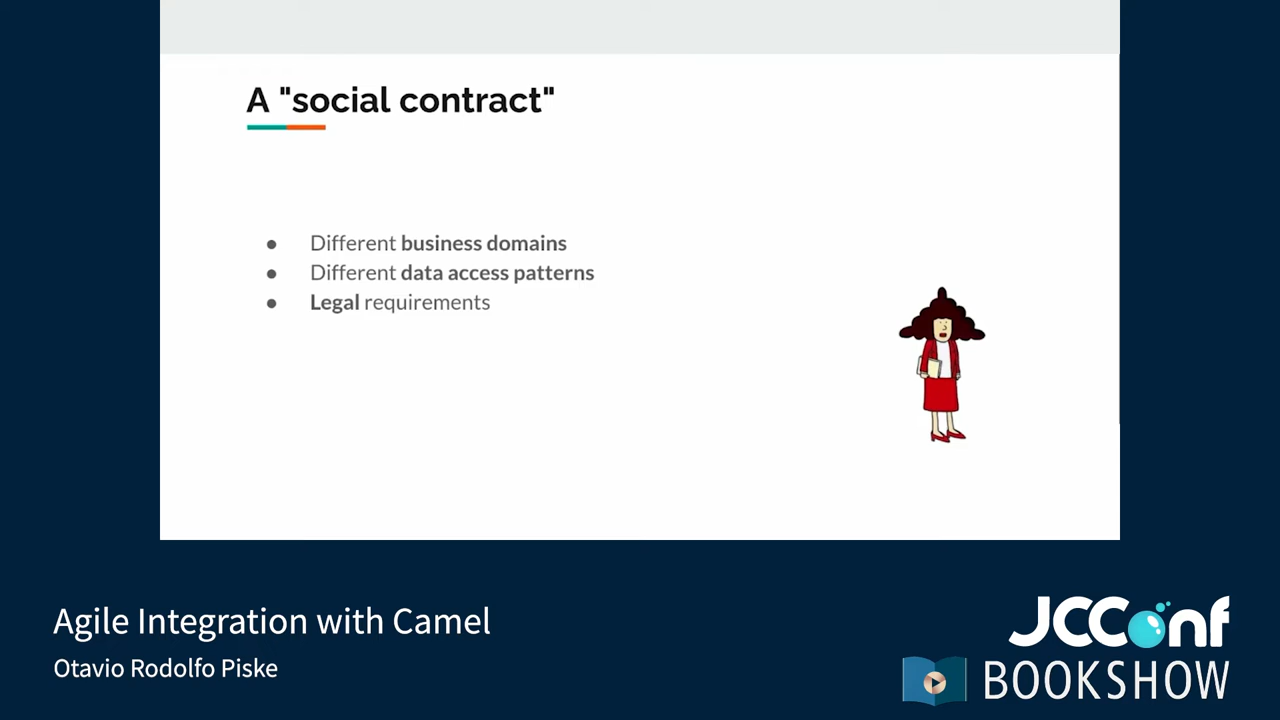 A "social contract"
● Different business domains
● Different data access patterns
● Legal requirements
Agile Integration with Camel
Otavio Rodolfo Piske
JCConf
BOOKSHOW